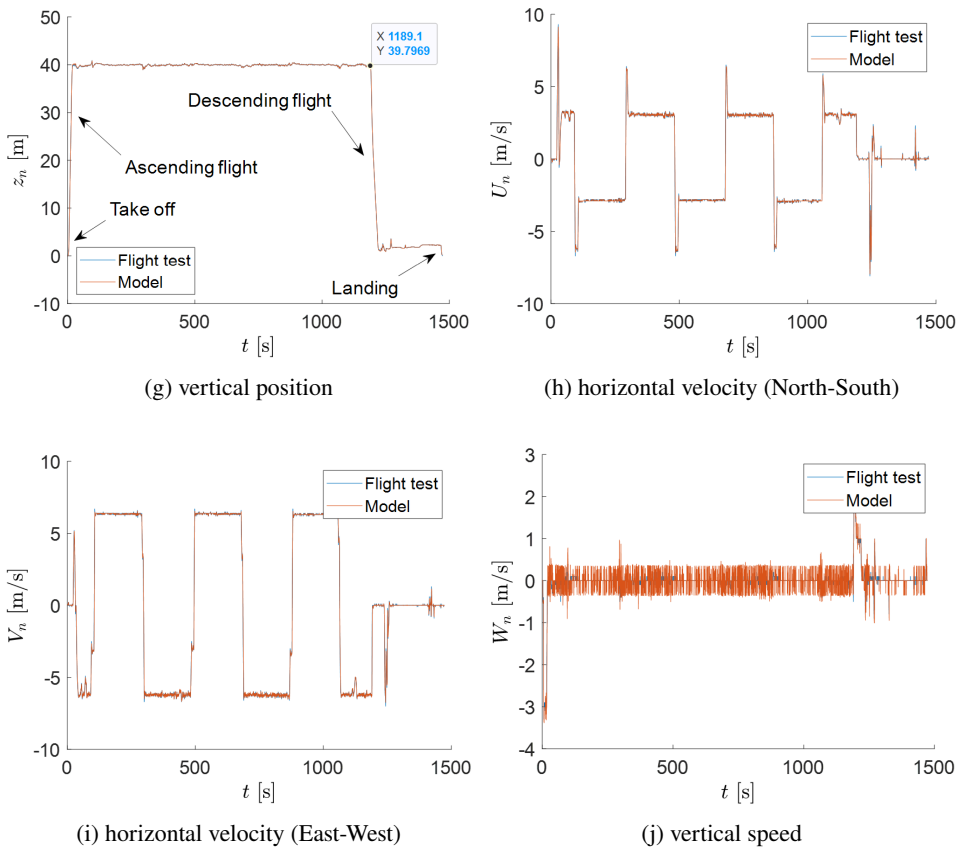 50
40
30
20
10
0
-10
z_n [m]
X 1189.1
Y 39.7969
Descending flight
Ascending flight
Take off
Flight test
Model
Landing
0 500 1000 1500
t [s]
(g) vertical position
10
5
0
-5
-10
U_n [m/s]
Flight test
Model
0 500 1000 1500
t [s]
(h) horizontal velocity (North-South)
10
5
0
-5
-10
V_n [m/s]
Flight test
Model
0 500 1000 1500
t [s]
(i) horizontal velocity (East-West)
3
2
1
0
-1
-2
-3
-4
W_n [m/s]
Flight test
Model
0 500 1000 1500
t [s]
(j) vertical speed